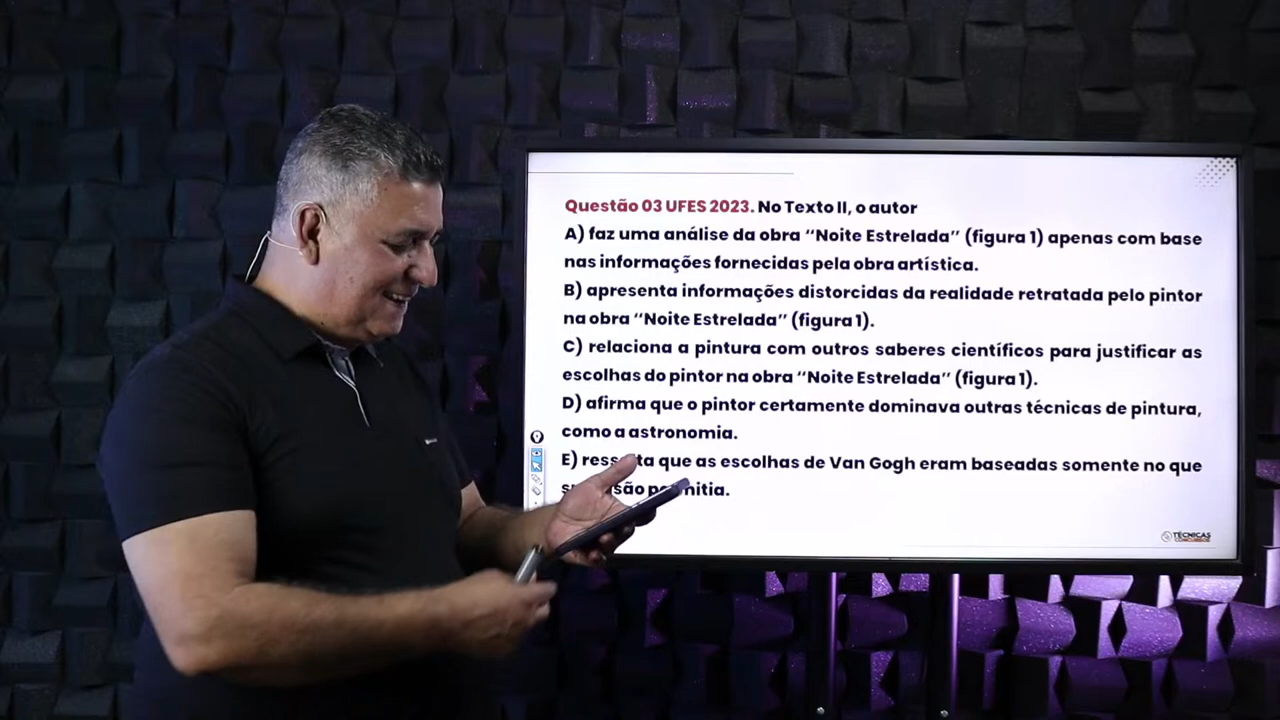 Questão 03 UFES 2023. No Texto II, o autor
A) faz uma análise da obra “Noite Estrelada” (figura 1) apenas com base
nas informações fornecidas pela obra artística.
B) apresenta informações distorcidas da realidade retratada pelo pintor
na obra “Noite Estrelada” (figura 1).
C) relaciona a pintura com outros saberes científicos para justificar as
escolhas do pintor na obra “Noite Estrelada” (figura 1).
D) afirma que o pintor certamente dominava outras técnicas de pintura,
como a astronomia.
E) que as escolhas de Van Gogh eram baseadas somente no que
TÉCNICAS
CONCURSOS